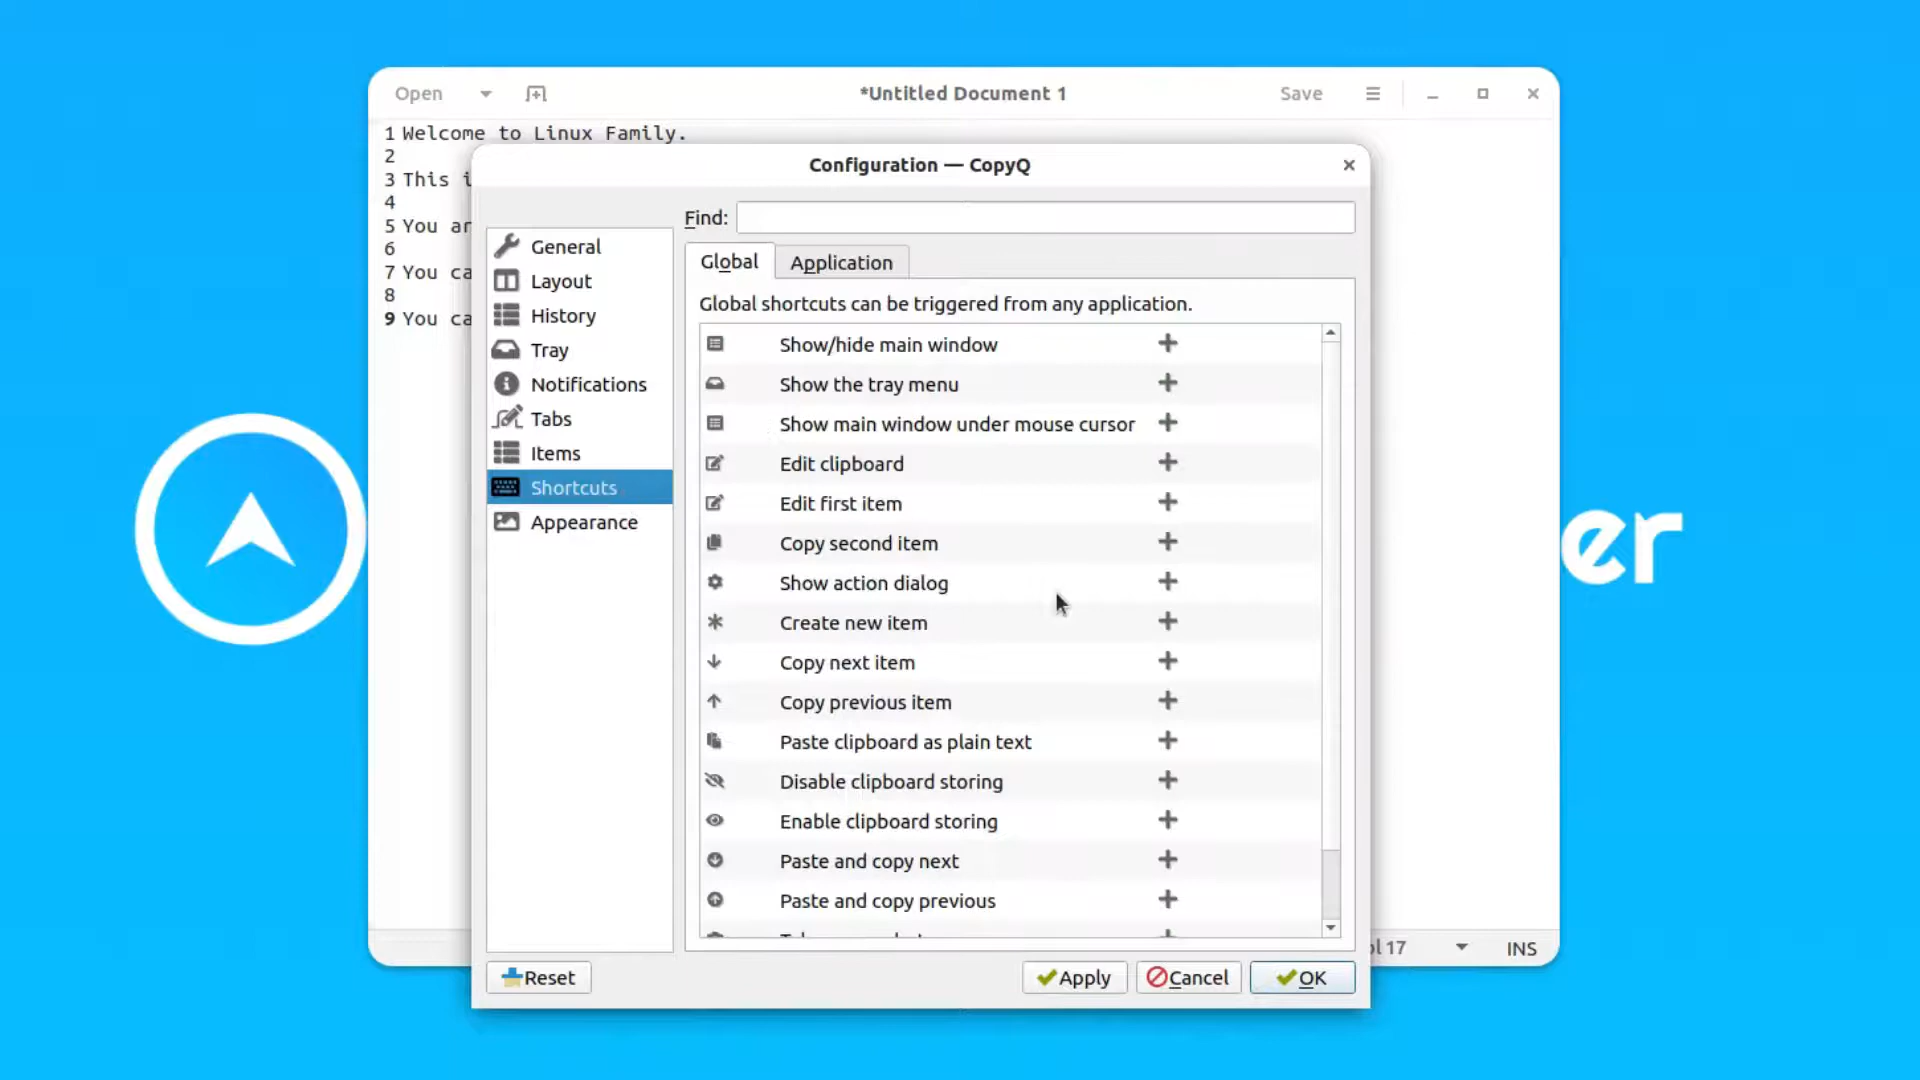 Open
*Untitled Document 1
Save
1 Welcome to Linux Family.
2
3 This i
4
5 You ar
6
7 You ca
8
9 You ca
Configuration — CopyQ
Find:
General
Layout
History
Tray
Notifications
Tabs
Items
Shortcuts
Appearance
Global
Application
Global shortcuts can be triggered from any application.
Show/hide main window
Show the tray menu
Show main window under mouse cursor
Edit clipboard
Edit first item
Copy second item
Show action dialog
Create new item
Copy next item
Copy previous item
Paste clipboard as plain text
Disable clipboard storing
Enable clipboard storing
Paste and copy next
Paste and copy previous
Reset
Apply
Cancel
OK
ol 17
INS
er